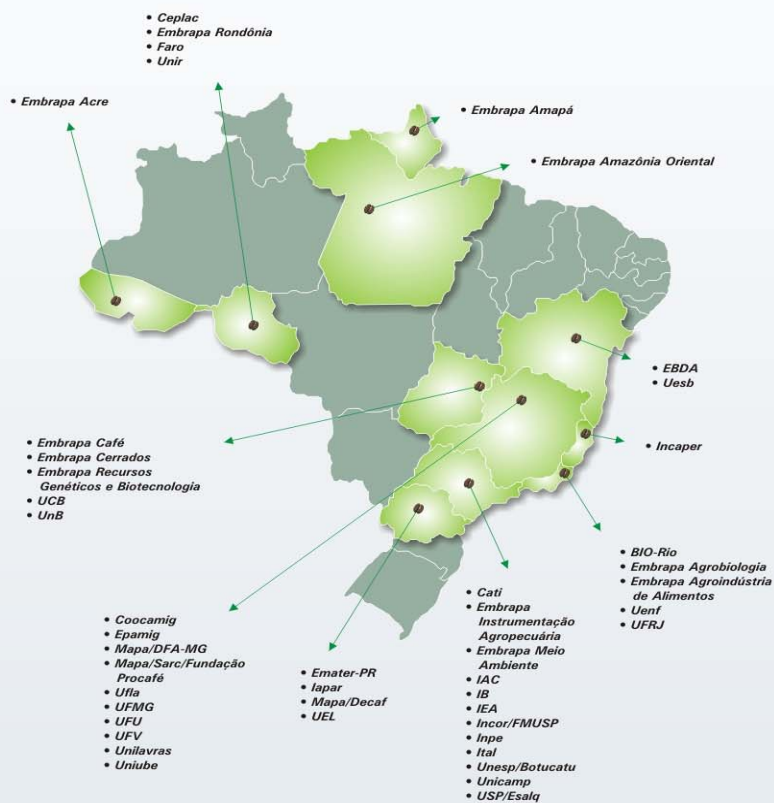 • Ceplac
• Embrapa Rondônia
• Faro
• Unir
• Embrapa Acre
• Embrapa Amapá
• Embrapa Amazônia Oriental
• EBDA
• Uesb
• Incaper
• Embrapa Café
• Embrapa Cerrados
• Embrapa Recursos
Genéticos e Biotecnologia
• UCB
• UnB
• BIO-Rio
• Embrapa Agrobiologia
• Embrapa Agroindústria
de Alimentos
• Uenf
• UFRJ
• Coocamig
• Epamig
• Mapa/DFA-MG
• Mapa/Sarc/Fundação
Procafé
• Ufla
• UFMG
• UFU
• UFV
• Unilavras
• Uniube
• Emater-PR
• Iapar
• Mapa/Decaf
• UEL
• Cati
• Embrapa
Instrumentação
Agropecuária
• Embrapa Meio
Ambiente
• IAC
• IB
• IEA
• Incor/FMUSP
• Inpe
• Ital
• Unesp/Botucatu
• Unicamp
• USP/Esalq